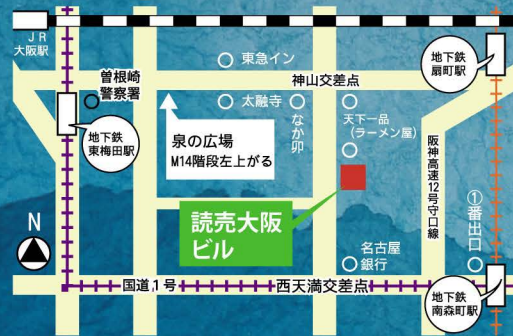 JR
大阪駅
東急イン
地下鉄
扇町駅
曽根崎
警察署
神山交差点
太融寺
なか卯
天下一品
(ラーメン屋)
地下鉄
東梅田駅
泉の広場
M14階段左上がる
阪神高速12号守口線
読売大阪
ビル
①番出口
N
名古屋
銀行
国道1号
西天満交差点
地下鉄
南森町駅